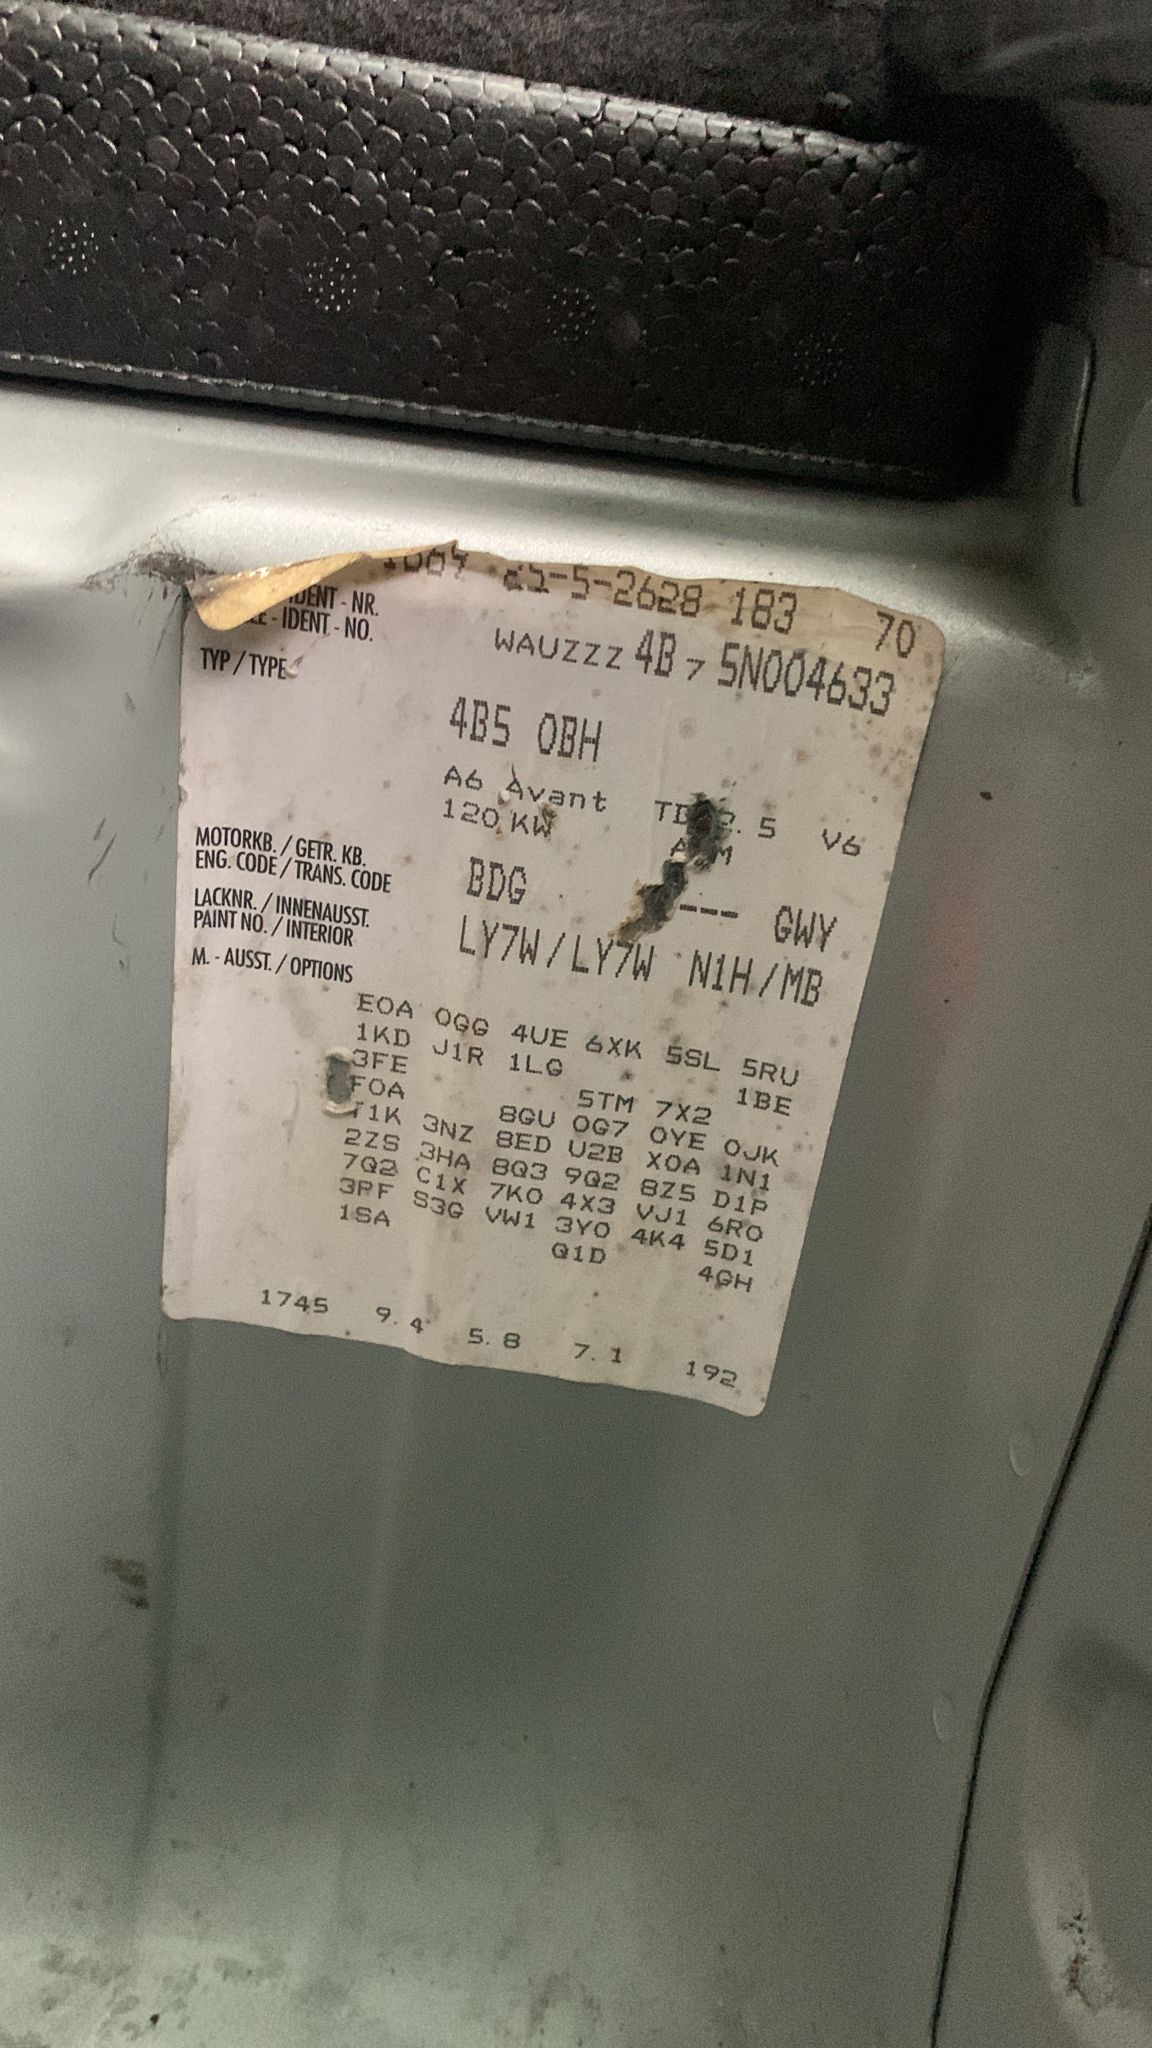 21-5-2628 183 70
IDENT - NR.
- IDENT - NO.
WAUZZZ 4B 7 5N004633
TYP / TYPE
4B5 0BH
A6 Avant 5 V6
120 KW
MOTORKB. / GETR. KB.
ENG. CODE / TRANS. CODE
BDG --- GWY
LACKNR. / INNENAUSST.
PAINT NO. / INTERIOR
LY7W / LY7W N1H / MB
M. - AUSST. / OPTIONS
E0A 0GG 4UE 6XK 5SL 5RU
1KD J1R 1LG 1BE
3FE 5TM 7X2
F0A 8GU 0G7 0YE 0JK
T1K 3NZ 8ED U2B X0A 1N1
2ZS 3HA 8Q3 9Q2 8Z5 D1P
7Q2 C1X 7K0 4X3 VJ1 6R0
3PF S3G VW1 3Y0 4K4 5D1
1SA Q1D 4GH
1745 9.4 5.8 7.1 192